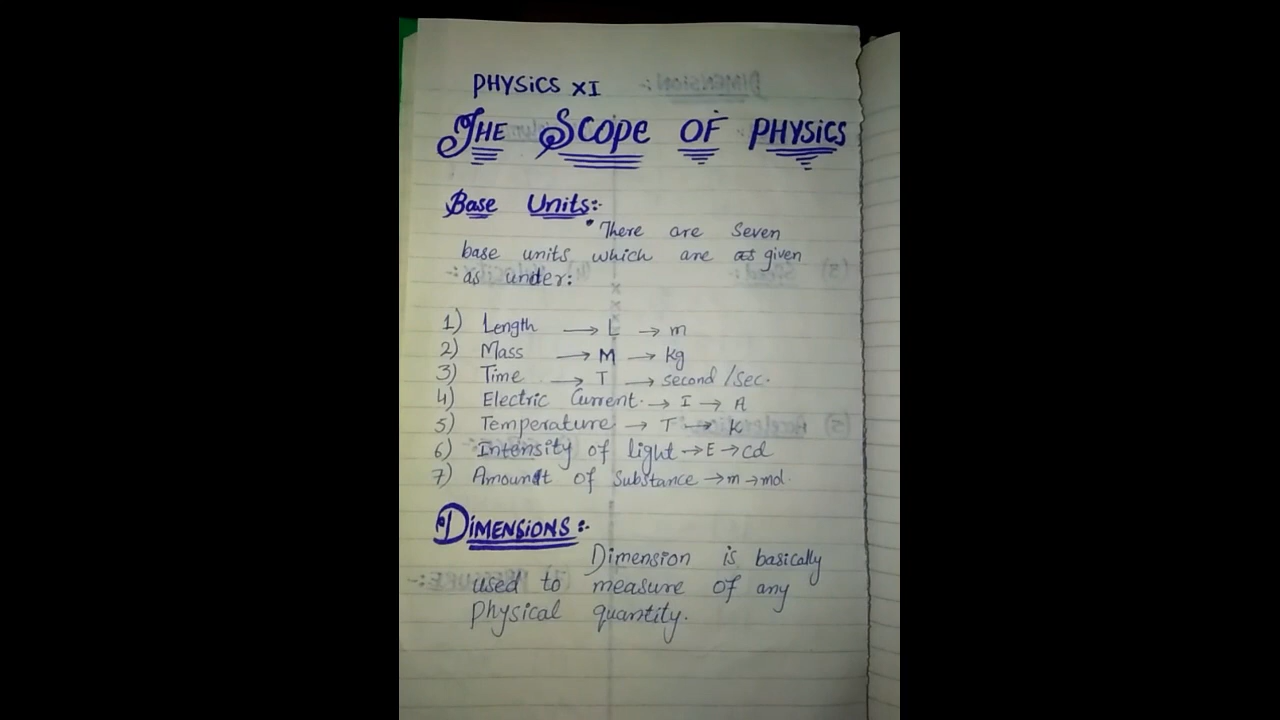 PHYSICS XI
THE SCOPE OF PHYSICS
Base Units:-
There are Seven
base units which are as given
as under:
1) Length → L → m
2) Mass → M → kg
3) Time → T → second /sec.
4) Electric Current. → I → A
5) Temperature → T → K
6) Intensity of light → E → cd
7) Amount of Substance → m → mol.
DIMENSIONS:-
Dimension is basically
used to measure of any
physical quantity.